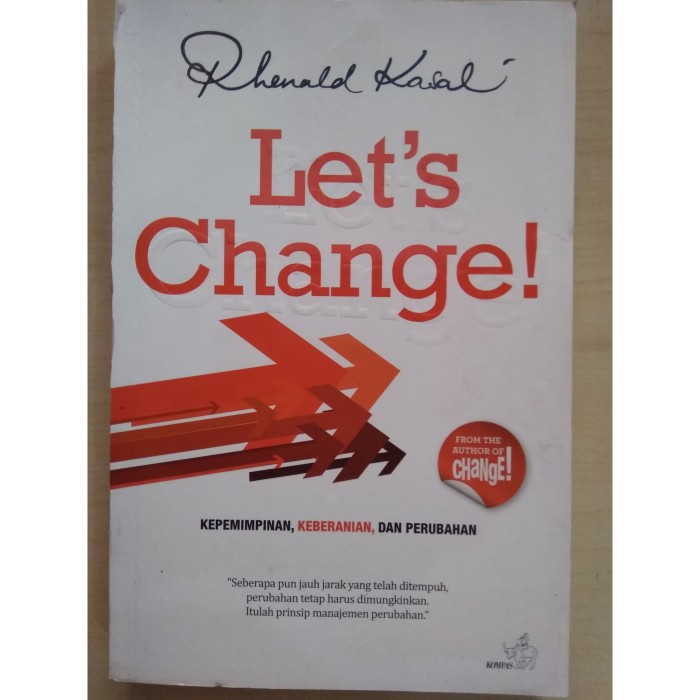 Rhenald Kasali
Let's
Change!
FROM THE
AUTHOR OF
CHANGE!
KEPEMIMPINAN, KEBERANIAN, DAN PERUBAHAN
"Seberapa pun jauh jarak yang telah ditempuh,
perubahan tetap harus dimungkinkan.
Itulah prinsip manajemen perubahan."
KOMPAS